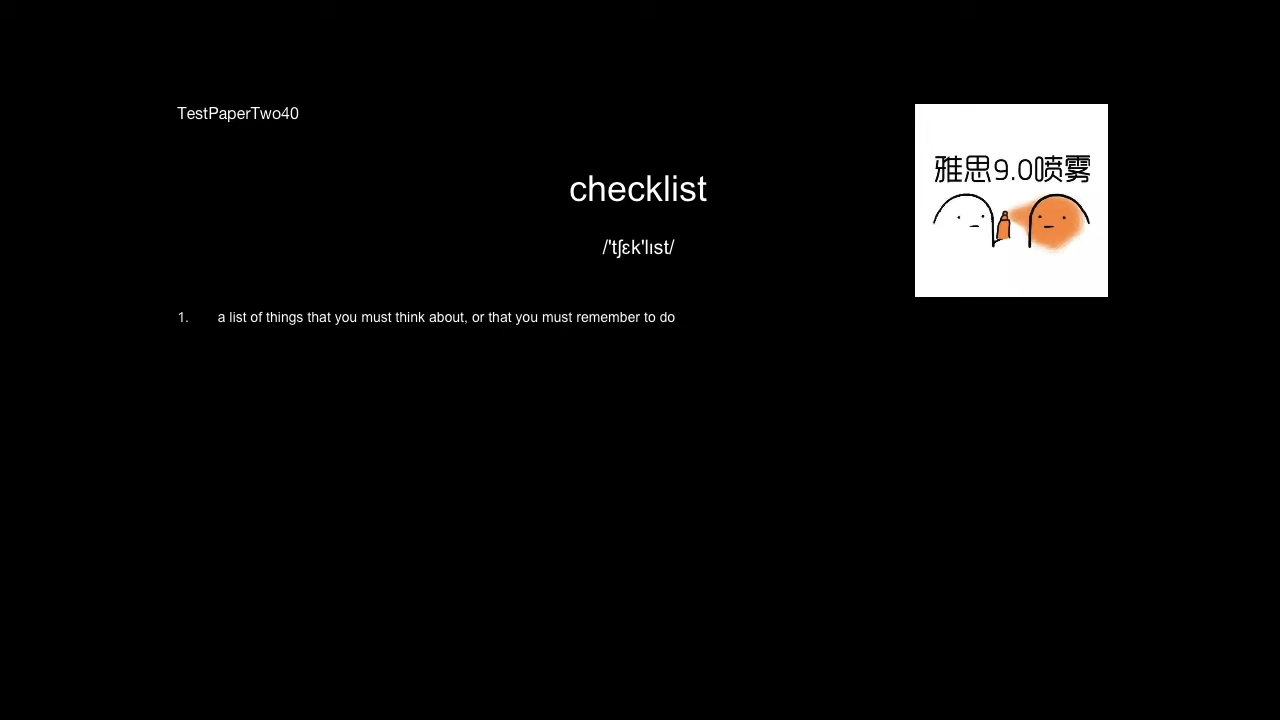 TestPaperTwo40
雅思9.0喷雾
checklist
/'tʃɛk'lɪst/
1. a list of things that you must think about, or that you must remember to do